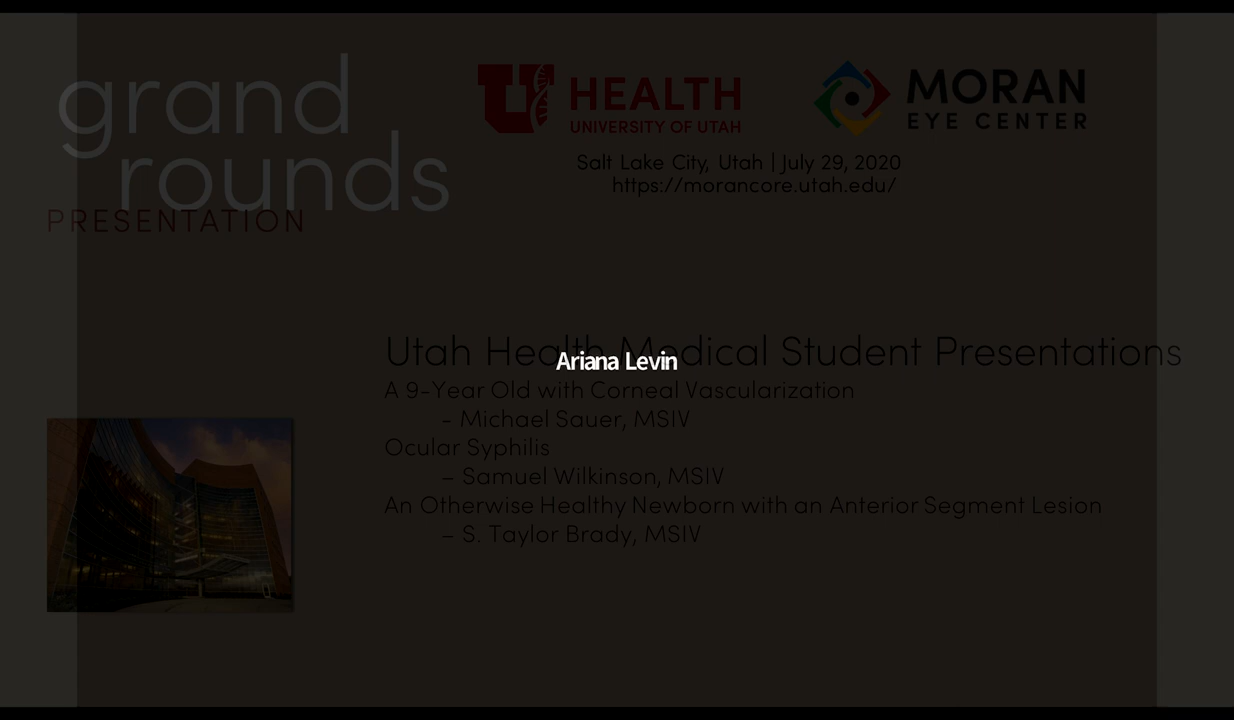 grand
rounds
PRESENTATION
U HEALTH
UNIVERSITY OF UTAH
MORAN
EYE CENTER
Salt Lake City, Utah | July 29, 2020
https://morancore.utah.edu/
Utah Health Medical Student Presentations
Ariana Levin
A 9-Year Old with Corneal Vascularization
- Michael Sauer, MSIV
Ocular Syphilis
– Samuel Wilkinson, MSIV
An Otherwise Healthy Newborn with an Anterior Segment Lesion
– S. Taylor Brady, MSIV